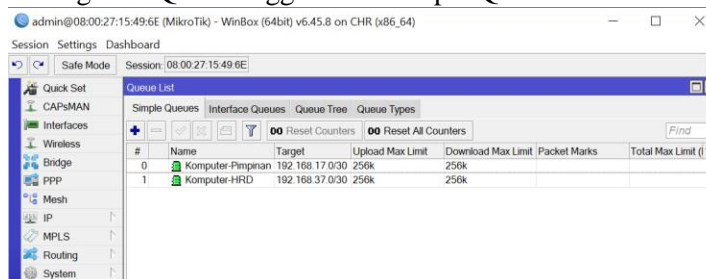 admin@08:00:27:15:49:6E (MikroTik) - WinBox (64bit) v6.45.8 on CHR (x86_64)
Session Settings Dashboard
Safe Mode Session: 08:00:27:15:49:6E
Quick Set
CAPsMAN
Interfaces
Wireless
Bridge
PPP
Mesh
IP
MPLS
Routing
System
Queue List
Simple Queues Interface Queues Queue Tree Queue Types
00 Reset Counters 00 Reset All Counters Find
# Name Target Upload Max Limit Download Max Limit Packet Marks Total Max Limit
0 Komputer-Pimpinan 192.168.17.0/30 256k 256k
1 Komputer-HRD 192.168.37.0/30 256k 256k